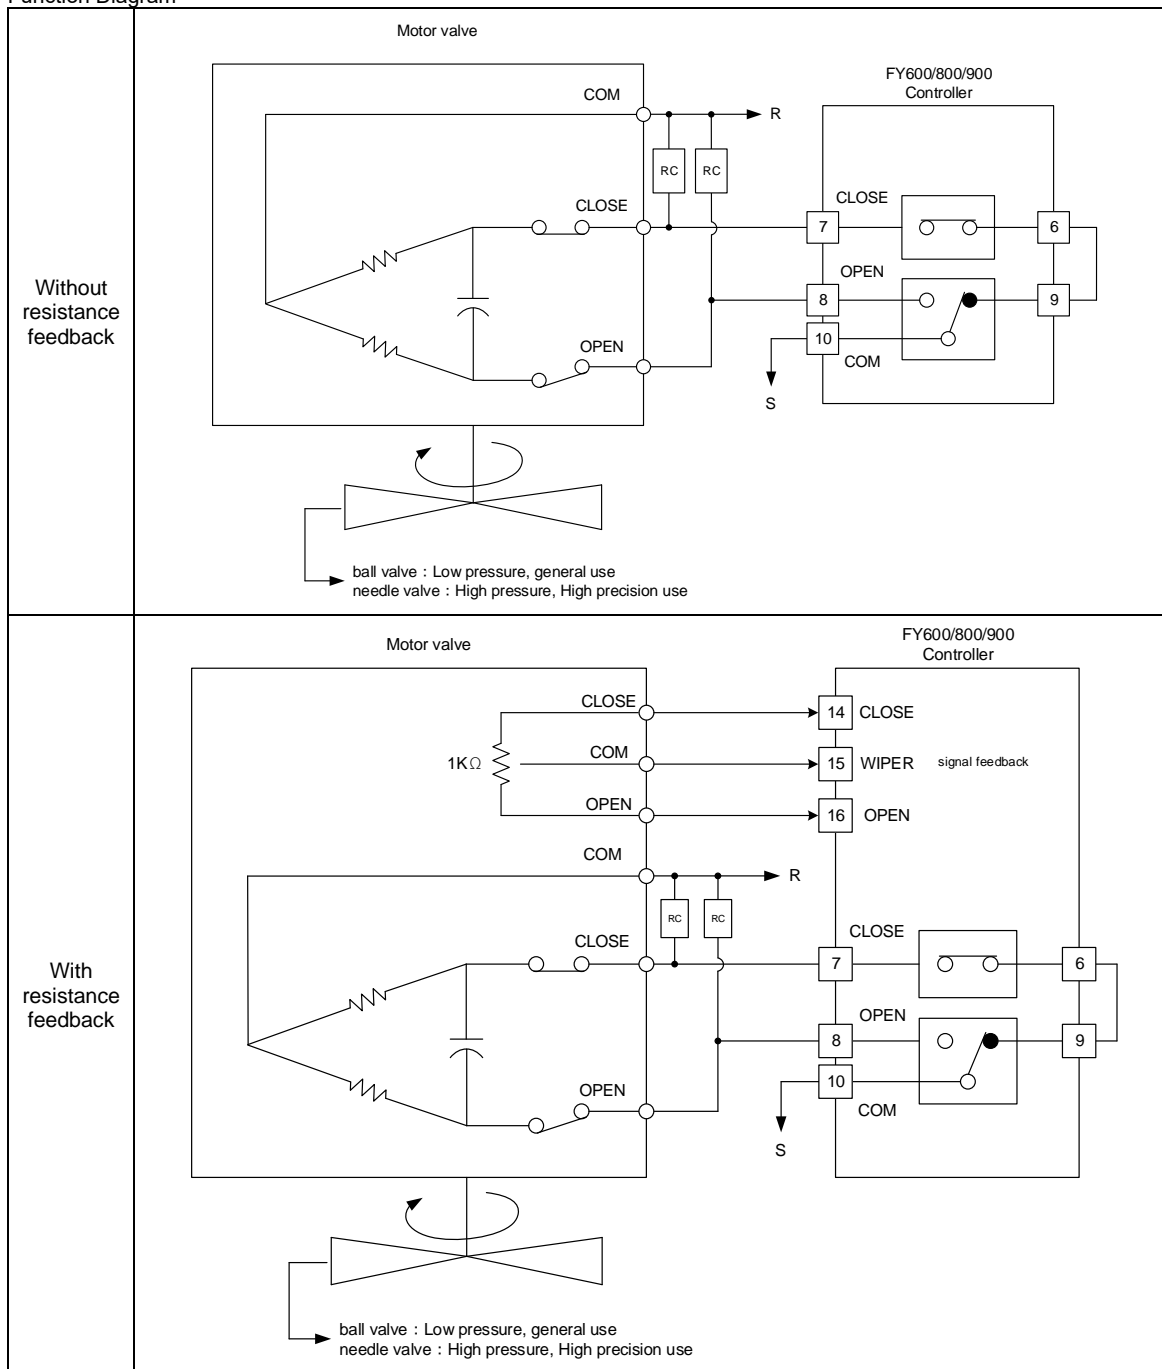 Function Diagram
Without
resistance
feedback
Motor valve
FY600/800/900
Controller
COM
R
RC
RC
CLOSE
CLOSE
7
6
OPEN
8
9
10
COM
OPEN
S
ball valve : Low pressure, general use
needle valve : High pressure, High precision use
With
resistance
feedback
Motor valve
FY600/800/900
Controller
CLOSE
14
CLOSE
1KΩ
COM
15
WIPER
signal feedback
OPEN
16
OPEN
COM
R
RC
RC
CLOSE
CLOSE
7
6
OPEN
8
9
10
COM
OPEN
S
ball valve : Low pressure, general use
needle valve : High pressure, High precision use